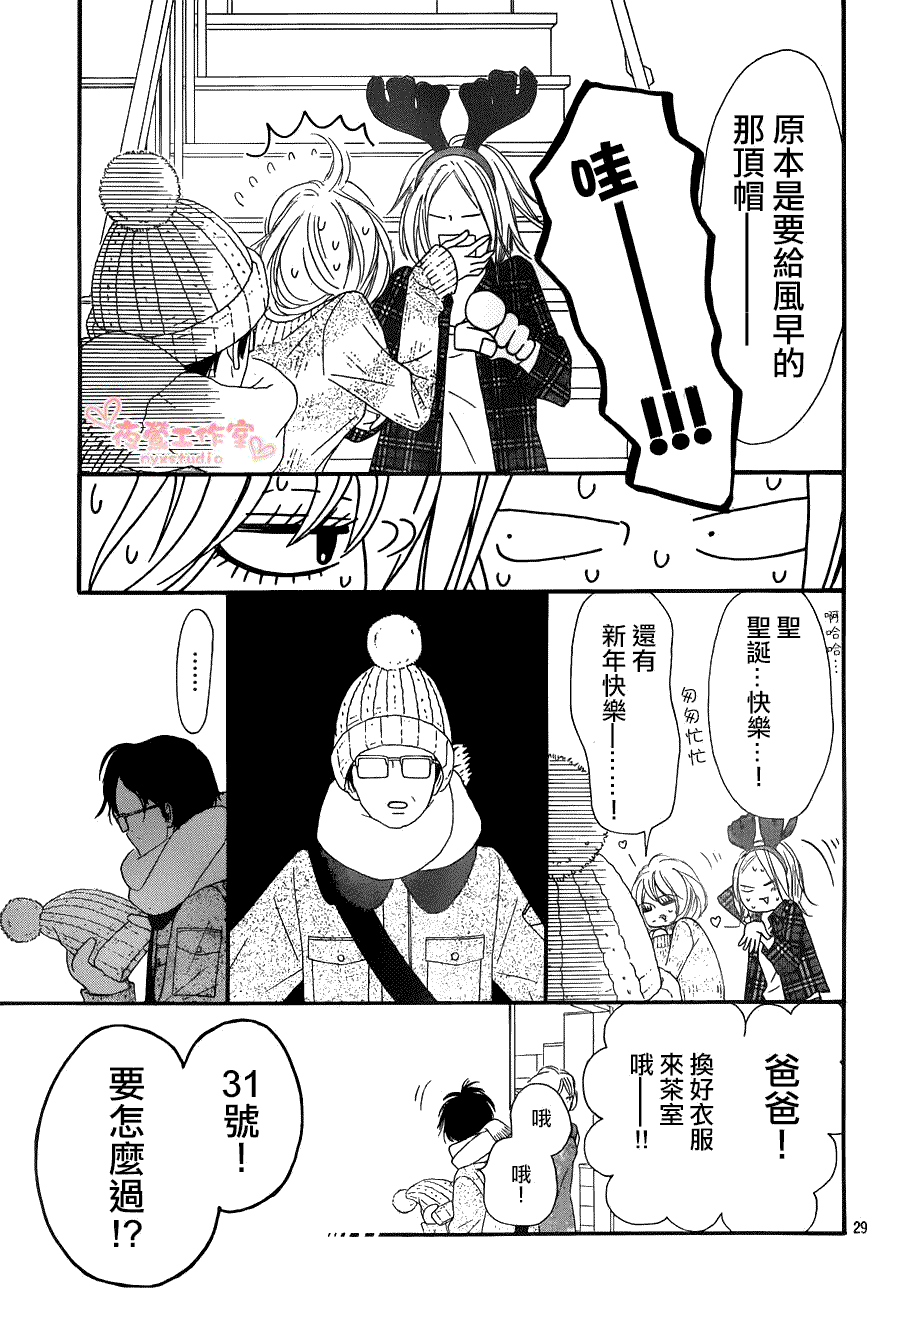 原本是要給風早的
那頂帽——
哇——!!!
夜鶯工作室
nyxstudio
啊哈哈…
聖
聖誕…快樂…!
匆匆忙忙
還有
新年快樂——……!
……
爸爸!
換好衣服
來茶室
哦——!!
哦
哦!
31號!
要怎麼過!?
29